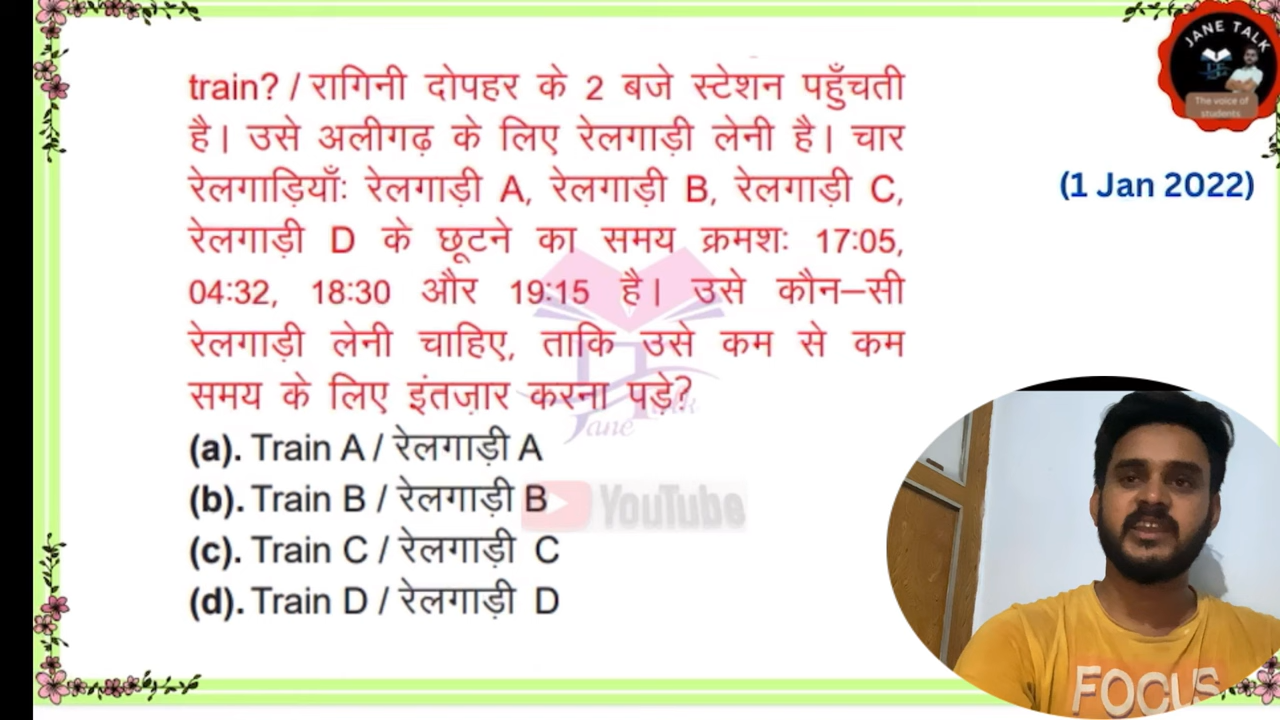 JANE TALK
The voice of
students
(1 Jan 2022)
train? / रागिनी दोपहर के 2 बजे स्टेशन पहुँचती
है। उसे अलीगढ़ के लिए रेलगाड़ी लेनी है। चार
रेलगाड़ियाँः रेलगाड़ी A, रेलगाड़ी B, रेलगाड़ी C,
रेलगाड़ी D के छूटने का समय क्रमशः 17:05,
04:32, 18:30 और 19:15 है। उसे कौन–सी
रेलगाड़ी लेनी चाहिए, ताकि उसे कम से कम
समय के लिए इंतज़ार करना पड़े?
(a). Train A / रेलगाड़ी A
(b). Train B / रेलगाड़ी B
(c). Train C / रेलगाड़ी C
(d). Train D / रेलगाड़ी D
Jane Talk
YouTube
FOCUS